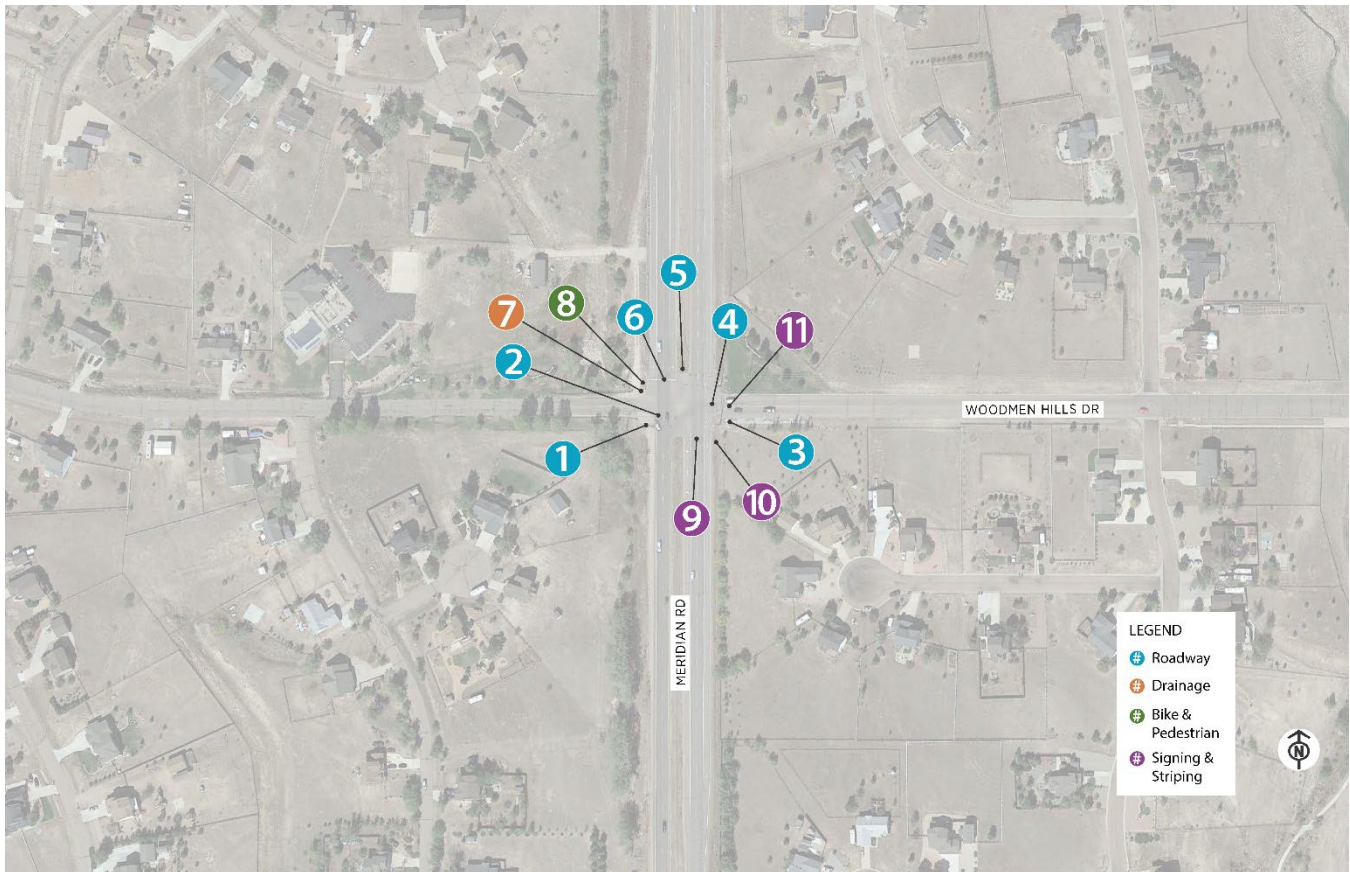 5
8
6
7
4
11
2
WOODMEN HILLS DR
1
3
10
9
MERIDIAN RD
LEGEND
# Roadway
# Drainage
# Bike &
Pedestrian
# Signing &
Striping
N